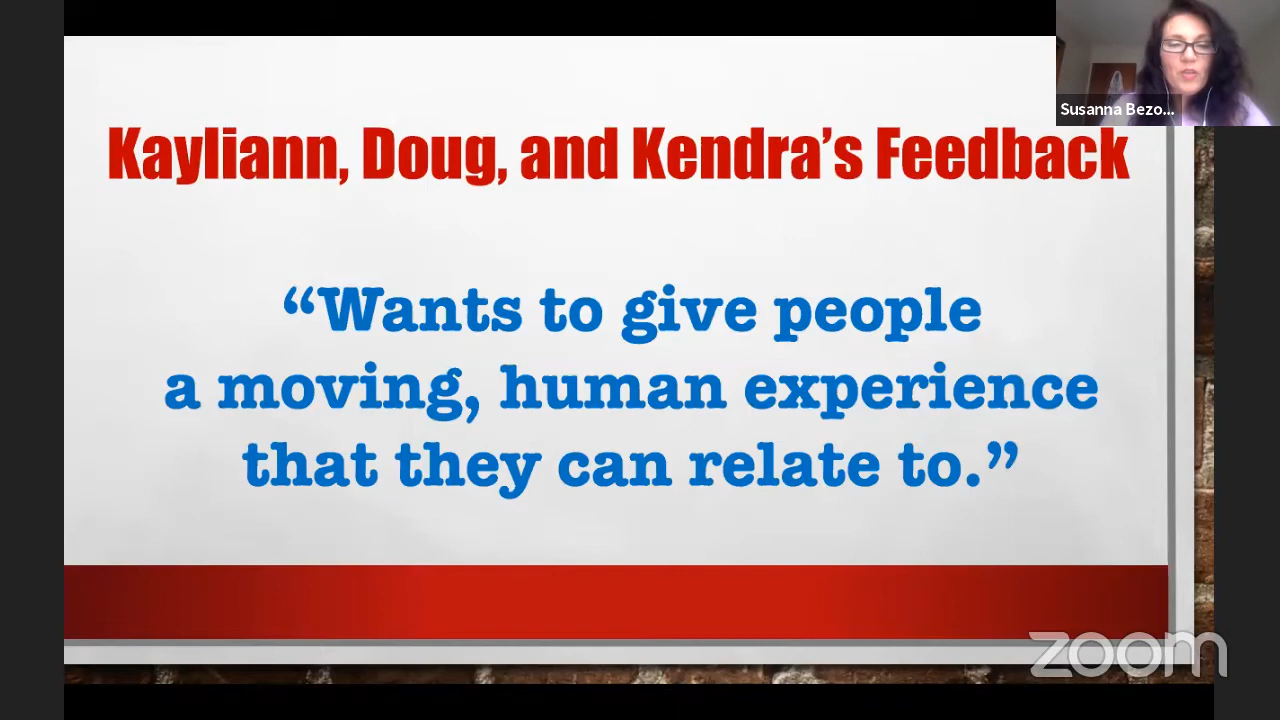 Susanna Bezo...
Kayliann, Doug, and Kendra’s Feedback
“Wants to give people
a moving, human experience
that they can relate to.”
zoom